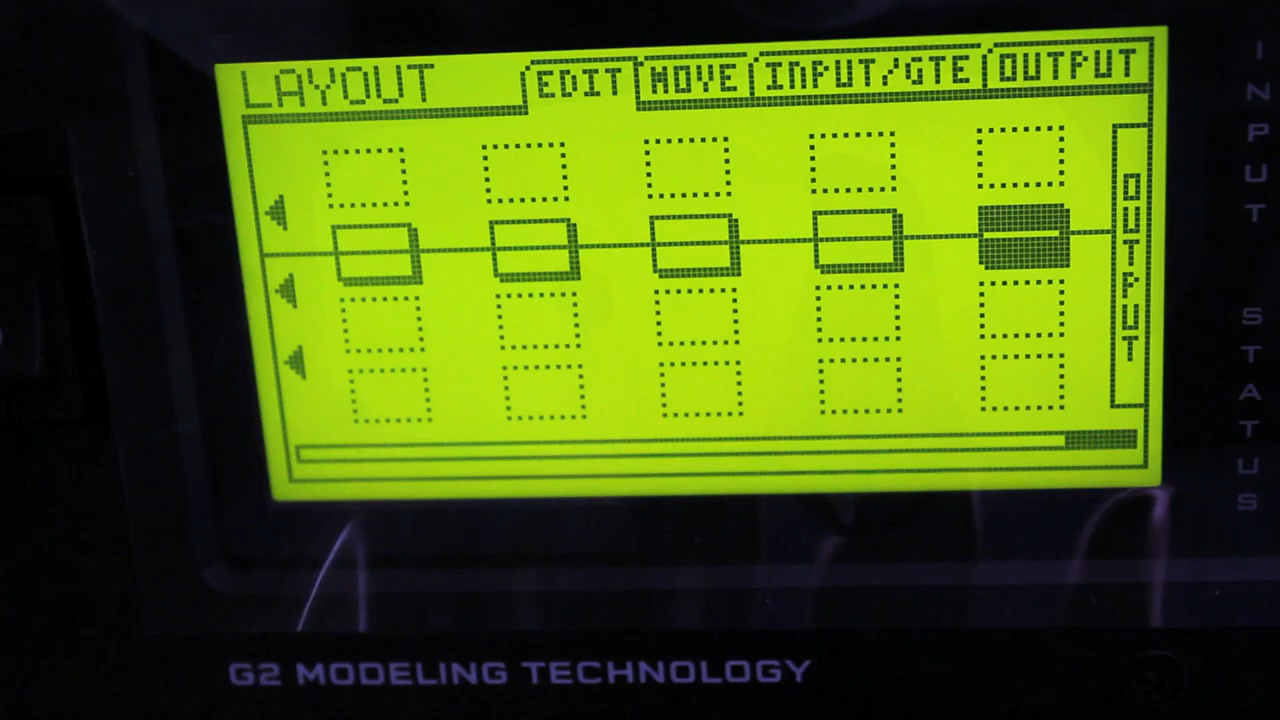 LAYOUT EDIT MOVE INPUT/GTE OUTPUT
OUTPUT
INPUT STATUS
G2 MODELING TECHNOLOGY